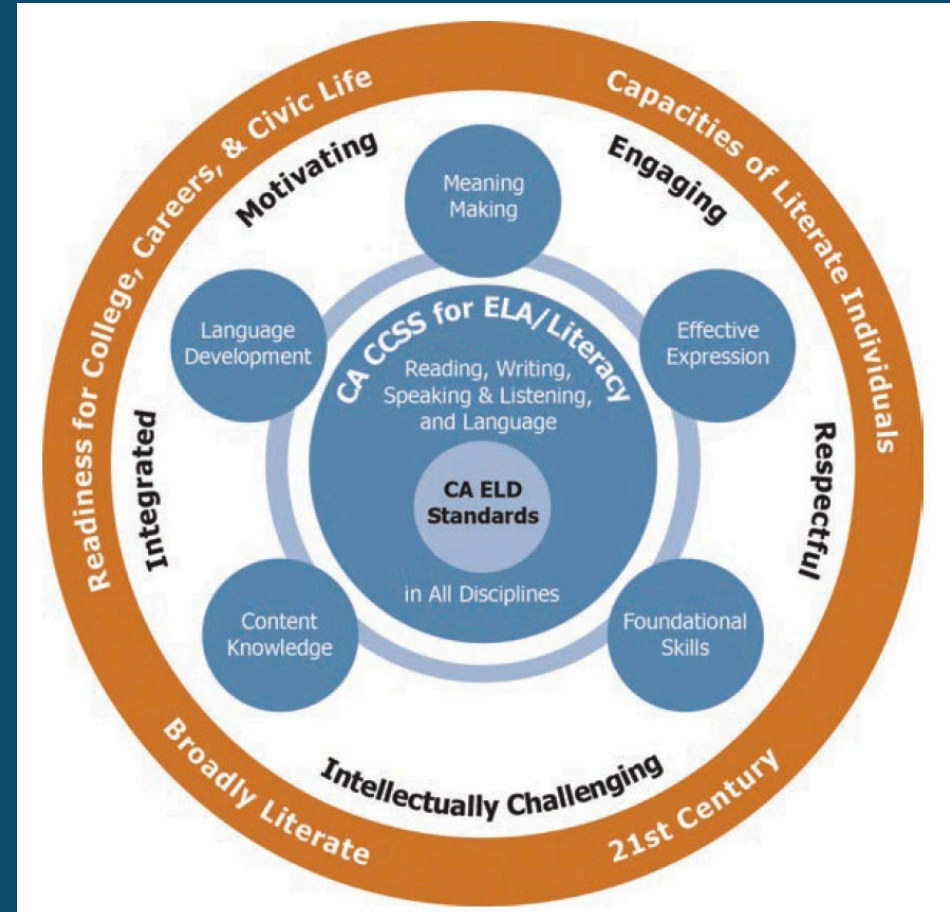 Readiness for College, Careers, & Civic Life
Capacities of Literate Individuals
Broadly Literate
21st Century
Motivating
Engaging
Integrated
Respectful
Intellectually Challenging
Meaning
Making
Language
Development
Effective
Expression
Content
Knowledge
Foundational
Skills
CA CCSS for ELA/Literacy
Reading, Writing,
Speaking & Listening,
and Language
CA ELD
Standards
in All Disciplines